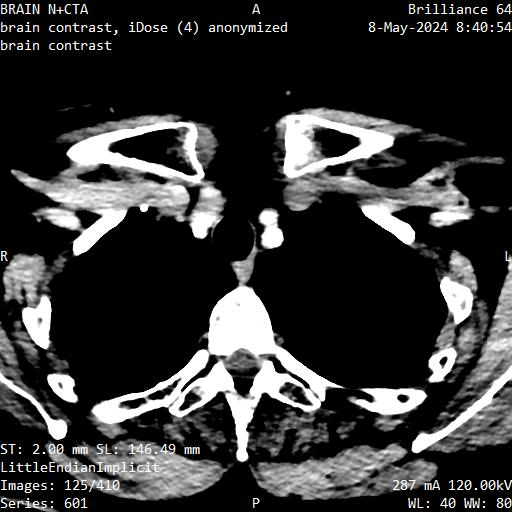 BRAIN N+CTA
A
Brilliance 64
brain contrast, iDose (4) anonymized
8-May-2024 8:40:54
brain contrast
R
L
ST: 2.00 mm SL: 146.49 mm
LittleEndianImplicit
Images: 125/410
287 mA 120.00kV
Series: 601
P
WL: 40 WW: 80